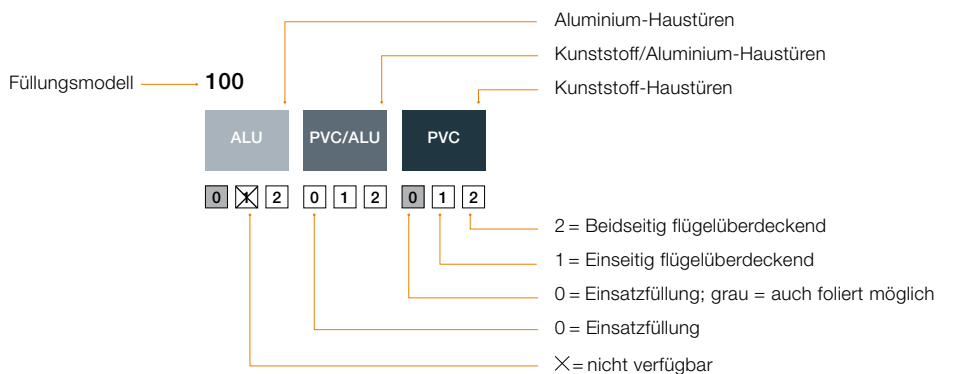 Aluminium-Haustüren
Kunststoff/Aluminium-Haustüren
Füllungsmodell 100
Kunststoff-Haustüren
ALU PVC/ALU PVC
0 1 2 0 1 2 0 1 2
2 = Beidseitig flügelüberdeckend
1 = Einseitig flügelüberdeckend
0 = Einsatzfüllung; grau = auch foliert möglich
0 = Einsatzfüllung
X = nicht verfügbar